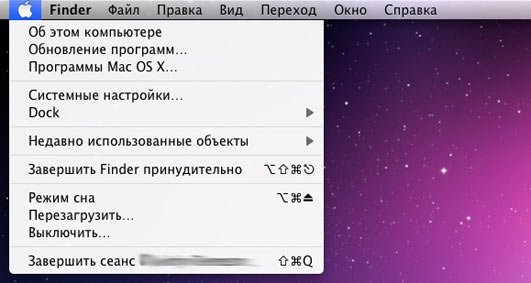 Finder Файл Правка Вид Переход Окно Справка
Об этом компьютере
Обновление программ...
Программы Mac OS X...
Системные настройки...
Dock
Недавно использованные объекты
Завершить Finder принудительно ⌥⇧⌘⎋
Режим сна ⌥⌘⏏
Перезагрузить...
Выключить...
Завершить сеанс ⇧⌘Q